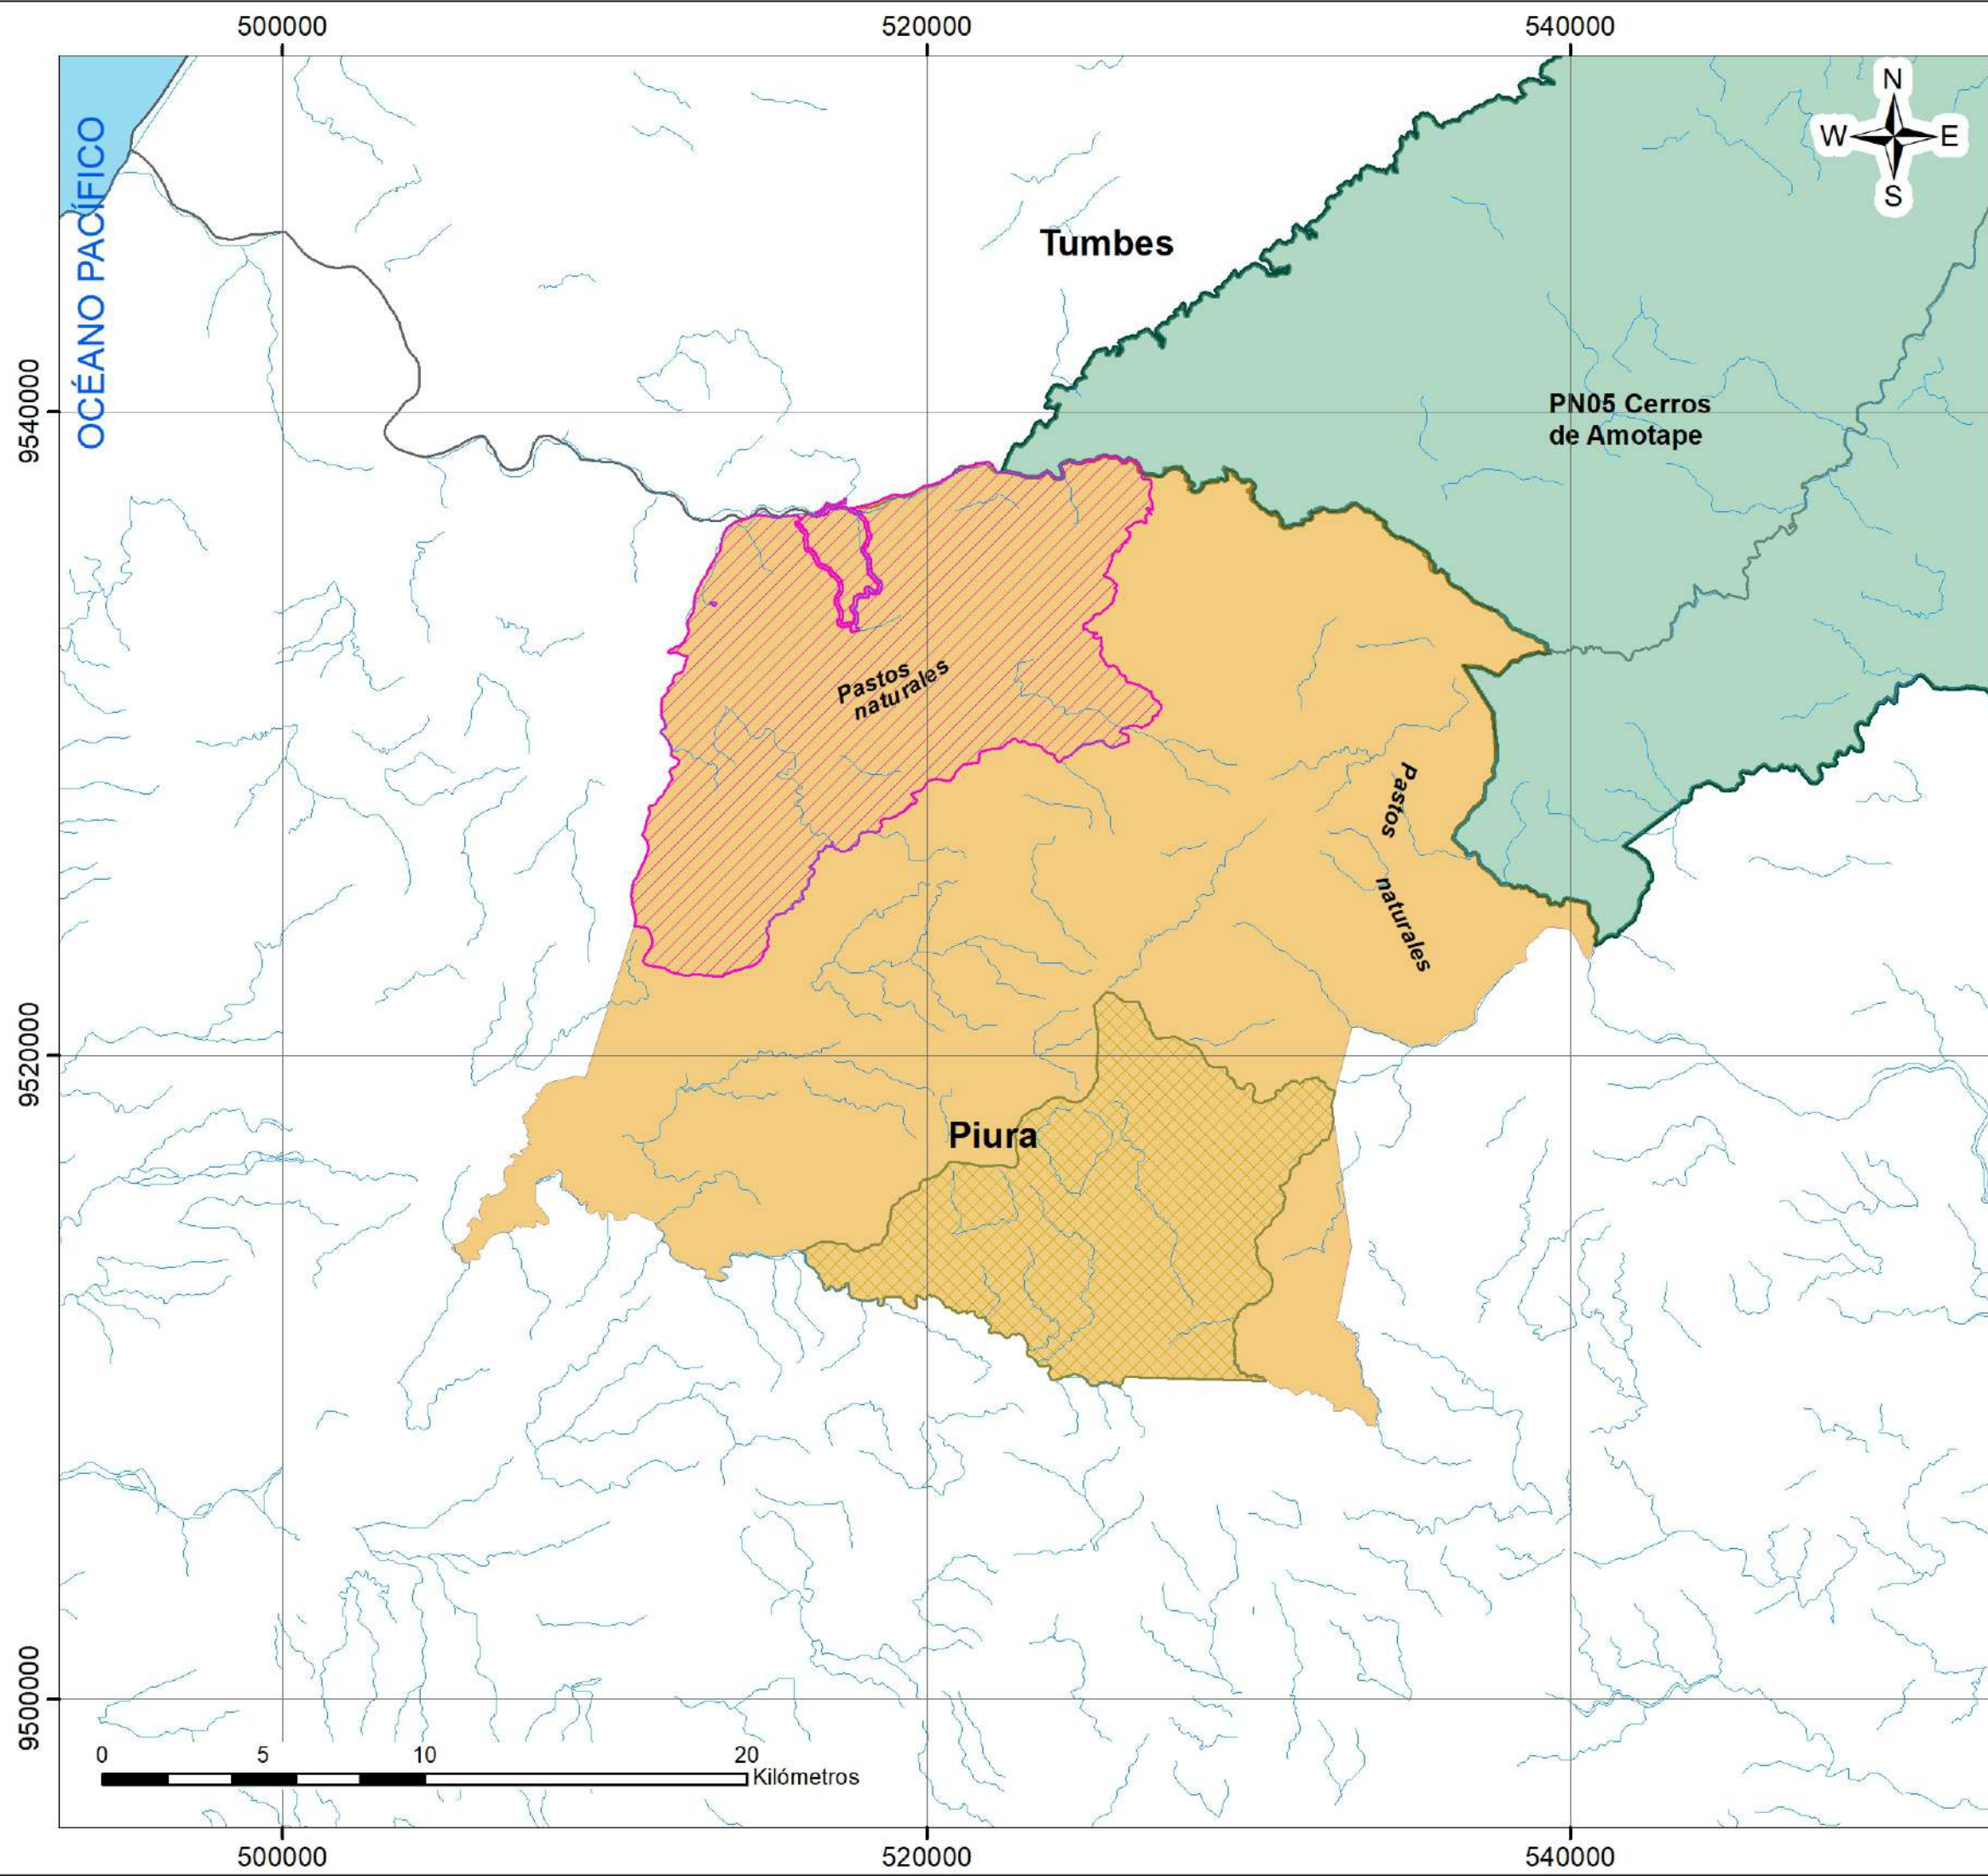 500000
520000
540000
N
W
E
S
OCÉANO PACÍFICO
Tumbes
9540000
PN05 Cerros
de Amotape
Pastos
naturales
Pastos
naturales
9520000
Piura
9500000
0
5
10
20
Kilómetros
500000
520000
540000